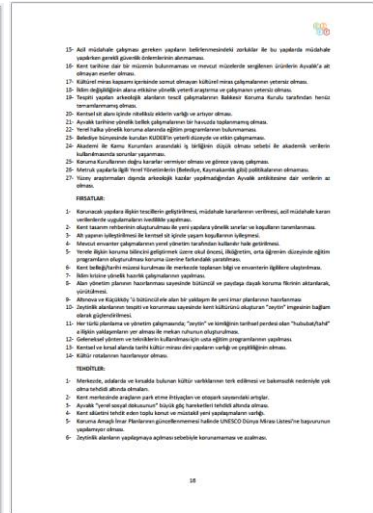 15- Acil müdahale çalışması gereken yapıların belirlenmesindeki zorluklar ile bu yapılarda müdahale
yapılırken gerekli güvenlik önlemlerinin alınmaması.
16- Kent tarihine dair bir müzenin bulunmaması ve mevcut müzelerde sergilenen ürünlerin Ayvalık'a ait
olmayan eserler olması.
17- Kültürel miras kapsamı içerisinde somut olmayan kültürel miras çalışmalarının yetersiz olması.
18- İklim değişikliğinin alana etkisine yönelik yeterli araştırma ve çalışmanın yetersiz olması.
19- Tespiti yapılan arkeolojik alanların tescil çalışmalarının Balıkesir Koruma Kurulu tarafından henüz
tamamlanmamış olması.
20- Kentsel sit alanı içinde niteliksiz eklerin varlığı ve artıyor olması.
21- Ayvalık tarihine yönelik bellek çalışmalarının bir havuzda toplanmamış olması.
22- Yerel halka yönelik koruma alanında eğitim programlarının bulunmaması.
23- Belediye bünyesinde kurulan KUDEB'in yeterli düzeyde ve etkin çalışmaması.
24- Akademi ile Kamu Kurumları arasındaki iş birliğinin düşük olması sebebi ile akademik verilerin
kullanılmasında sorunlar yaşanması.
25- Koruma Kurullarının doğru kararlar vermiyor olması ve görece yavaş çalışması.
26- Metruk yapılarla ilgili Yerel Yönetimlerin (Belediye, Kaymakamlık gibi) politikalarının olmaması.
27- Yüzey araştırmaları dışında arkeolojik kazılar yapılmadığından Ayvalık antikitesine dair verilerin az
olması.
FIRSATLAR:
1- Korunacak yapılara ilişkin tescillerin geliştirilmesi, müdahale kararlarının verilmesi, acil müdahale kararı
verilerlerde uygulamaların ivedilikle yapılması.
2- Kent tasarım rehberinin oluşturulması ile yeni yapılara yönelik sınırlar ve koşulların tanımlanması.
3- Alt yapının iyileştirilmesi ile kentsel sit içinde yaşam koşullarının iyileşmesi.
4- Mevcut envanter çalışmalarının yerel yönetim tarafından kullanılır hale getirilmesi.
5- Yerele ilişkin koruma bilincini geliştirmek üzere okul öncesi, ilköğretim, orta öğrenim düzeyinde eğitim
programların oluşturulması koruma üzerine farkındalık yaratılması.
6- Kent belleği/tarihi müzesi kurulması ile merkezde toplanan bilgi ve envanterin ilgililere ulaştırılması.
7- İklim krizine yönelik hazırlık çalışmalarının yapılması.
8- Alan yönetim planının hazırlanması sayesinde bütüncül ve paydaşa dayalı koruma fikrinin aktarılarak,
yürütülmesi.
9- Altınova ve Küçükköy 'ü bütüncül ele alan bir yaklaşım ile yeni imar planlarının hazırlanması
10- Zeytinlik alanlarının tespiti ve korunması sayesinde kent kültürünü oluşturan "zeytin" imgesinin bağlam
olarak güçlendirilmesi.
11- Her türlü planlama ve yönetim çalışmasında; "zeytin" ve kimliğinin tarihsel perdesi olan "hububat/tahıl"
a ilişkin yaklaşımların yer alması ile mekan ruhunun oluşturulması.
12- Geleneksel yöntem ve tekniklerin kullanılması için usta eğitim programlarının yapılması
13- Kentsel ve kırsal alanda tarihi kültür mirası dini yapıların varlığı ve çeşitliliğinin olması.
14- Kültür rotalarının hazırlanıyor olması.
TEHDİTLER:
1- Merkezde, adalarda ve kırsalda bulunan kültür varlıklarının terk edilmesi ve bakımsızlık nedeniyle yok
olma tehdidi altında olmaları.
2- Kent merkezinde araçların park etme ihtiyaçları ve otopark sayısındaki artışlar.
3- Ayvalık "yerel sosyal dokusunun" büyük göç hareketleri tehdidi altında olması.
4- Kent silüetini tehdit eden toplu konut ve müstakil yeni yapılaşmaların varlığı.
5- Koruma Amaçlı İmar Planlarının güncellenmemesi halinde UNESCO Dünya Mirası Listesi'ne başvurunun
yapılamıyor olması.
6- Zeytinlik alanların yapılaşmaya açılması sebebiyle korunamaması ve azalması.
18